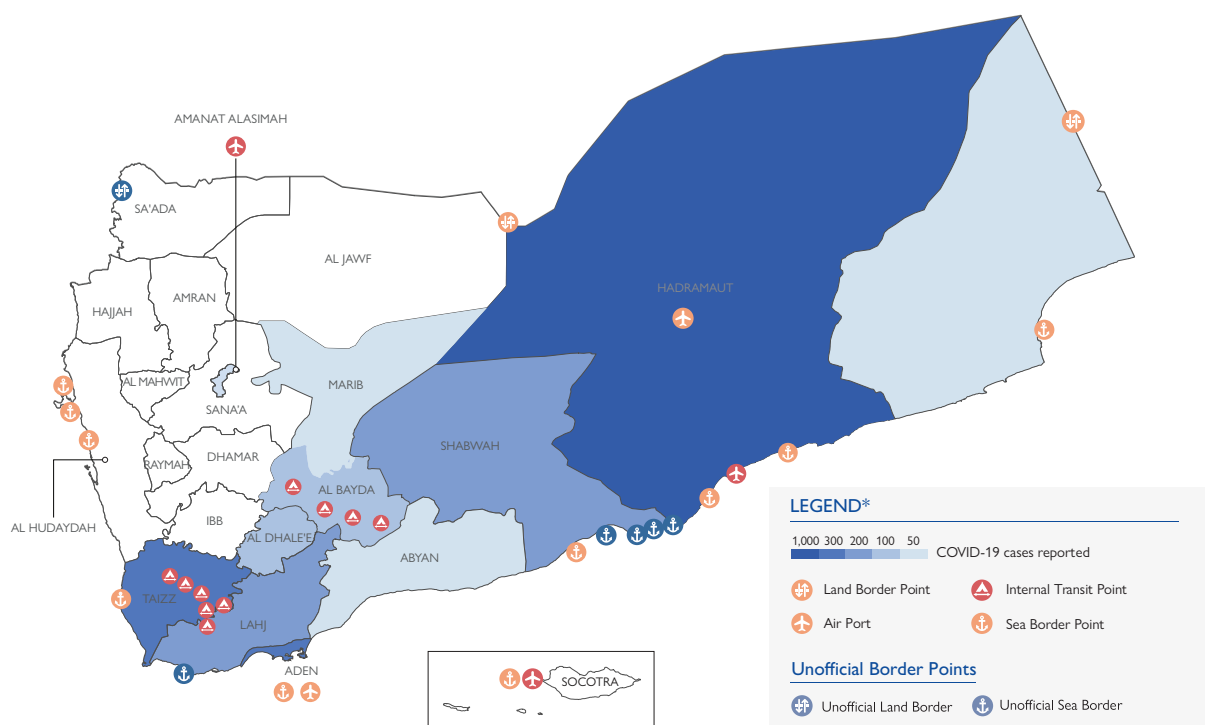 AMANAT ALASIMAH
SA'ADA
AL JAWF
HADRAMAUT
HAJJAH
AMRAN
AL MAHWIT
MARIB
SANA'A
SHABWAH
RAYMAH
DHAMAR
AL BAYDA
AL HUDAYDAH
IBB
AL DHALE'E
ABYAN
TAIZZ
LAHJ
ADEN
SOCOTRA
LEGEND*
1,000 300 200 100 50
COVID-19 cases reported
Land Border Point
Internal Transit Point
Air Port
Sea Border Point
Unofficial Border Points
Unofficial Land Border
Unofficial Sea Border